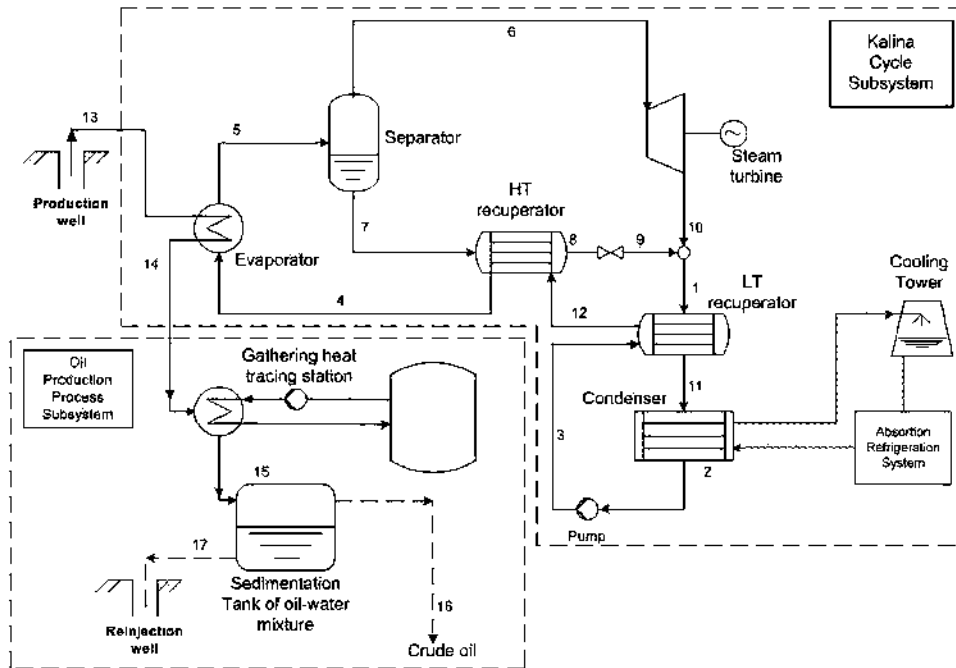 6
Kalina
Cycle
Subsystem
13
5
Separator
Steam
turbine
Production
well
HT
recuperator
7
8
9
10
14
Evaporator
Cooling
Tower
4
12
1
LT
recuperator
Oil
Production
Process
Subsystem
Gathering heat
tracing station
11
Condenser
3
Absortion
Refrigeration
System
15
2
Pump
17
Sedimentation
Tank of oil-water
mixture
16
Reinjection
well
Crude oil